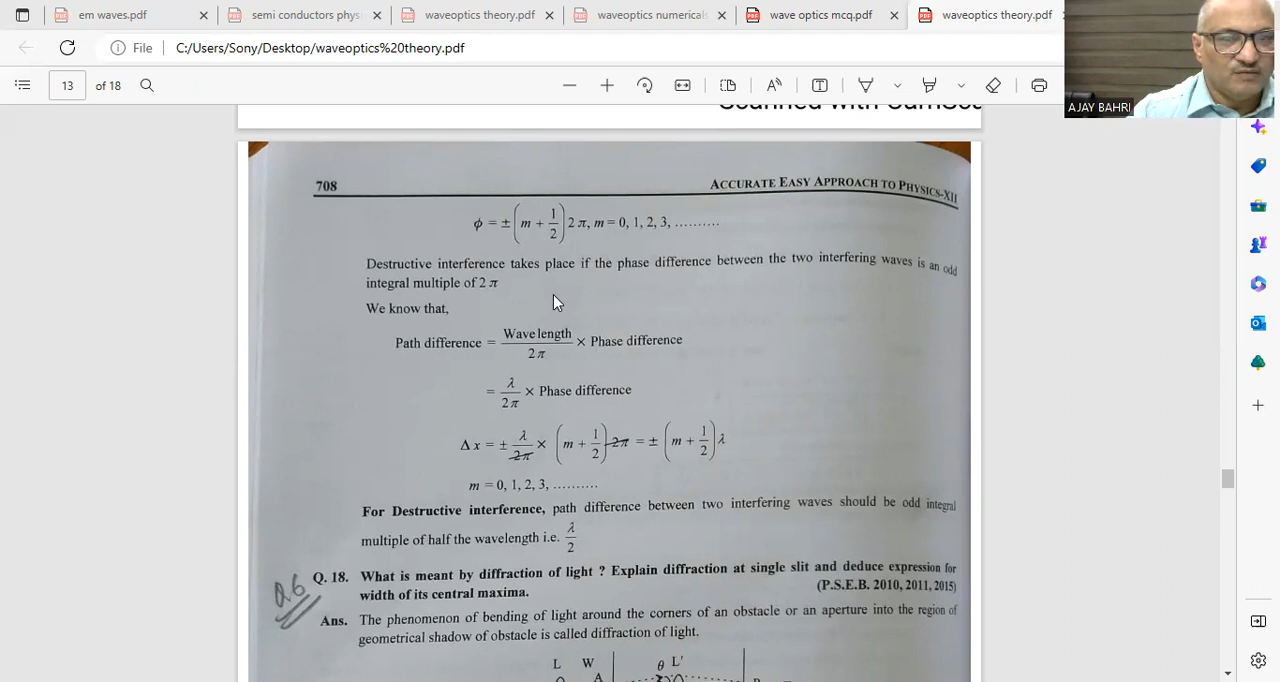 em waves.pdf
semi conductors phys
waveoptics theory.pdf
waveoptics numericals
wave optics mcq.pdf
waveoptics theory.pdf
File C:/Users/Sony/Desktop/waveoptics%20theory.pdf
13 of 18
AJAY BAHRI
708 ACCURATE EASY APPROACH TO PHYSICS-XII
ϕ = ± (m + 1/2) 2 π, m = 0, 1, 2, 3, ..........
Destructive interference takes place if the phase difference between the two interfering waves is an odd
integral multiple of 2 π
We know that,
Path difference = Wave length / 2 π × Phase difference
= λ / 2 π × Phase difference
Δ x = ± λ / 2π × (m + 1/2) 2π = ± (m + 1/2) λ
m = 0, 1, 2, 3, ..........
For Destructive interference, path difference between two interfering waves should be odd integral
multiple of half the wavelength i.e. λ / 2
Q. 18. What is meant by diffraction of light ? Explain diffraction at single slit and deduce expression for
width of its central maxima. (P.S.E.B. 2010, 2011, 2015)
Q6
Ans. The phenomenon of bending of light around the corners of an obstacle or an aperture into the region of
geometrical shadow of obstacle is called diffraction of light.
L W θ L'
A